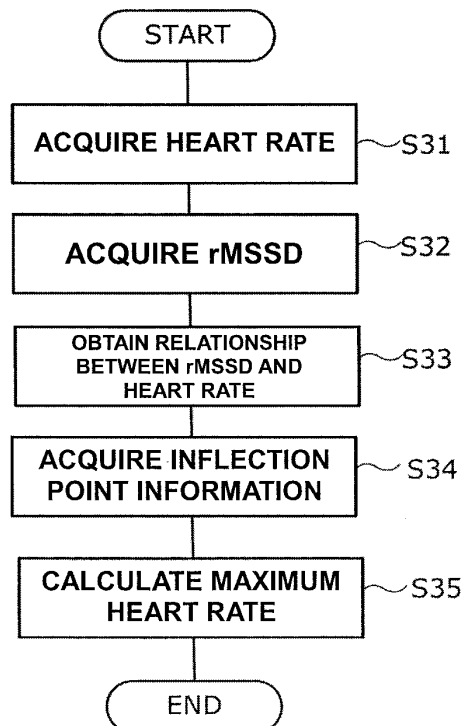 START
ACQUIRE HEART RATE
S31
ACQUIRE rMSSD
S32
OBTAIN RELATIONSHIP
BETWEEN rMSSD AND
HEART RATE
S33
ACQUIRE INFLECTION
POINT INFORMATION
S34
CALCULATE MAXIMUM
HEART RATE
S35
END